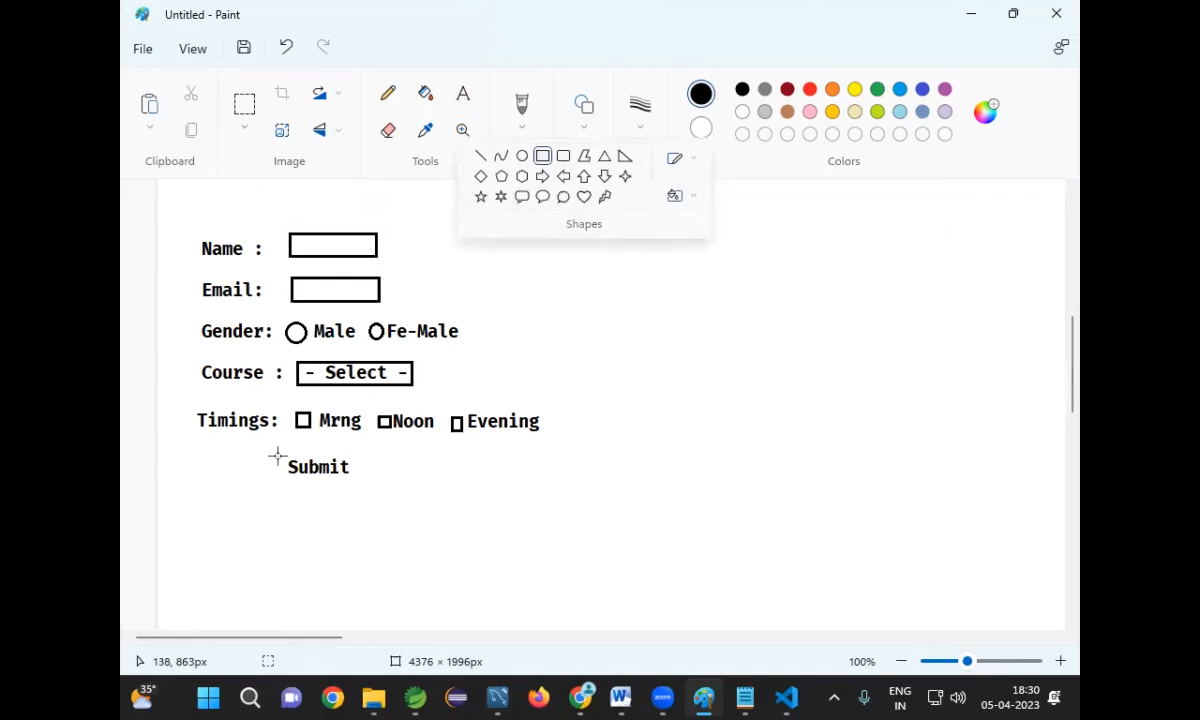 Untitled - Paint
File View
Clipboard Image Tools Colors
Shapes
Name :
Email:
Gender: Male Fe-Male
Course : - Select -
Timings: Mrng Noon Evening
Submit
138, 863px 4376 × 1996px 100%
35° zoom ENG 18:30
IN 05-04-2023